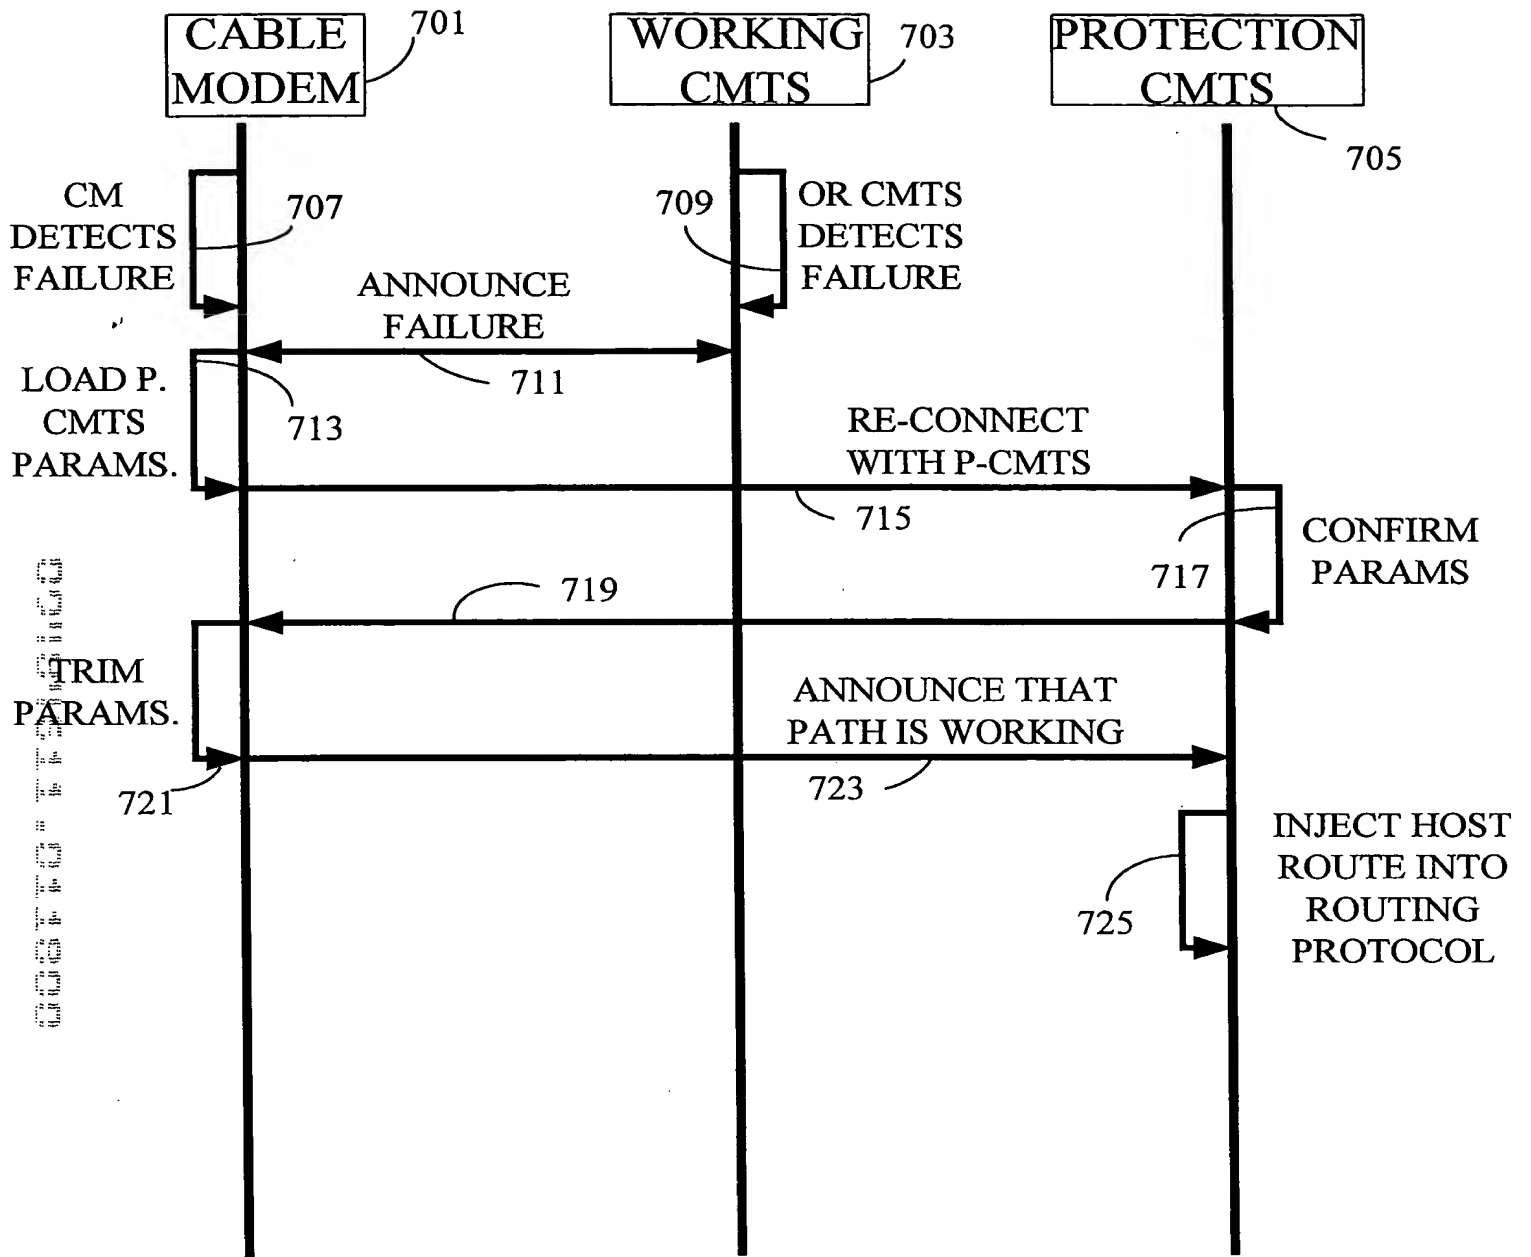 CABLE
MODEM
701
WORKING
CMTS
703
PROTECTION
CMTS
705
CM
DETECTS
FAILURE
707
709
OR CMTS
DETECTS
FAILURE
ANNOUNCE
FAILURE
711
LOAD P.
CMTS
PARAMS.
713
RE-CONNECT
WITH P-CMTS
715
717
CONFIRM
PARAMS
719
TRIM
PARAMS.
721
ANNOUNCE THAT
PATH IS WORKING
723
725
INJECT HOST
ROUTE INTO
ROUTING
PROTOCOL